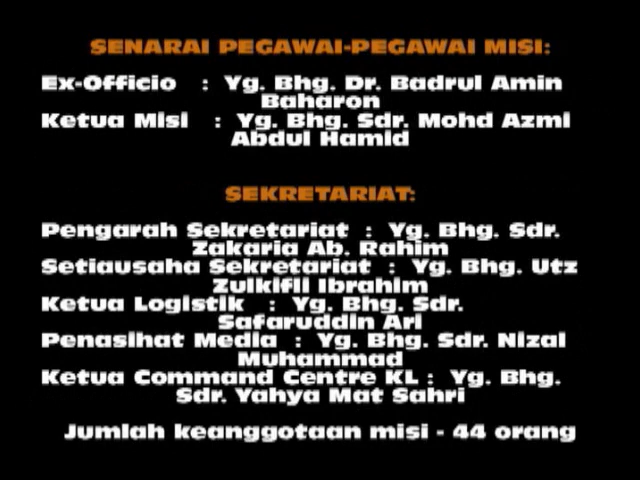 SENARAI PEGAWAI-PEGAWAI MISI:
Ex-Officio : Yg. Bhg. Dr. Badrul Amin
Baharon
Ketua Misi : Yg. Bhg. Sdr. Mohd Azmi
Abdul Hamid
SEKRETARIAT:
Pengarah Sekretariat : Yg. Bhg. Sdr.
Zakaria Ab. Rahim
Setiausaha Sekretariat : Yg. Bhg. Utz
Zulkifli Ibrahim
Ketua Logistik : Yg. Bhg. Sdr.
Safaruddin Ari
Penasihat Media : Yg. Bhg. Sdr. Nizal
Muhammad
Ketua Command Centre KL : Yg. Bhg.
Sdr. Yahya Mat Sahri
Jumlah keanggotaan misi - 44 orang